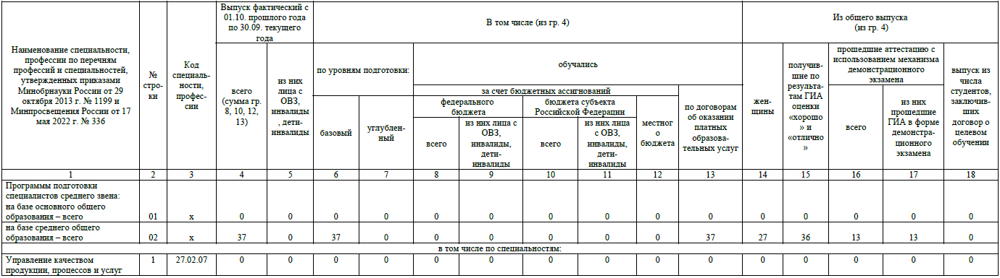 Наименование специальности,
профессии по перечням
профессий и специальностей,
утвержденных приказами
Минобрнауки России от 29
октября 2013 г. № 1199 и
Минпросвещения России от 17
мая 2022 г. № 336
№
стро-
ки
Код
специаль-
ности,
профес-
сии
Выпуск фактический с
01.10. прошлого года
по 30.09. текущего
года
всего
(сумма гр.
8, 10, 12,
13)
из них
лица с
ОВЗ,
инвалиды
, дети-
инвалиды
В том числе (из гр. 4)
по уровням подготовки:
базовый
углублен-
ный
обучались
за счет бюджетных ассигнований
федерального
бюджета
всего
из них лица с
ОВЗ,
инвалиды,
дети-
инвалиды
бюджета субъекта
Российской Федерации
всего
из них лица
с ОВЗ,
инвалиды,
дети-
инвалиды
местног
о
бюджета
по договорам
об оказании
платных
образова-
тельных услуг
Из общего выпуска
(из гр. 4)
жен-
щины
получив-
шие по
результа-
там ГИА
оценки
«хорошо
» и
«отлично
»
прошедшие аттестацию с
использованием механизма
демонстрационного
экзамена
всего
из них
прошедшие
ГИА в форме
демонстра-
ционного
экзамена
выпуск из
числа
студентов,
заключив-
ших
договор о
целевом
обучении
1 2 3 4 5 6 7 8 9 10 11 12 13 14 15 16 17 18
Программы подготовки
специалистов среднего звена:
на базе основного общего
образования – всего 01 х 0 0 0 0 0 0 0 0 0 0 0 0 0 0 0
на базе среднего общего
образования – всего 02 х 37 0 37 0 0 0 0 0 0 37 27 36 13 13 0
в том числе по специальностям:
Управление качеством 1 27.02.07 0 0 0 0 0 0 0 0 0 0 0 0 0 0 0
продукции, процессов и услуг